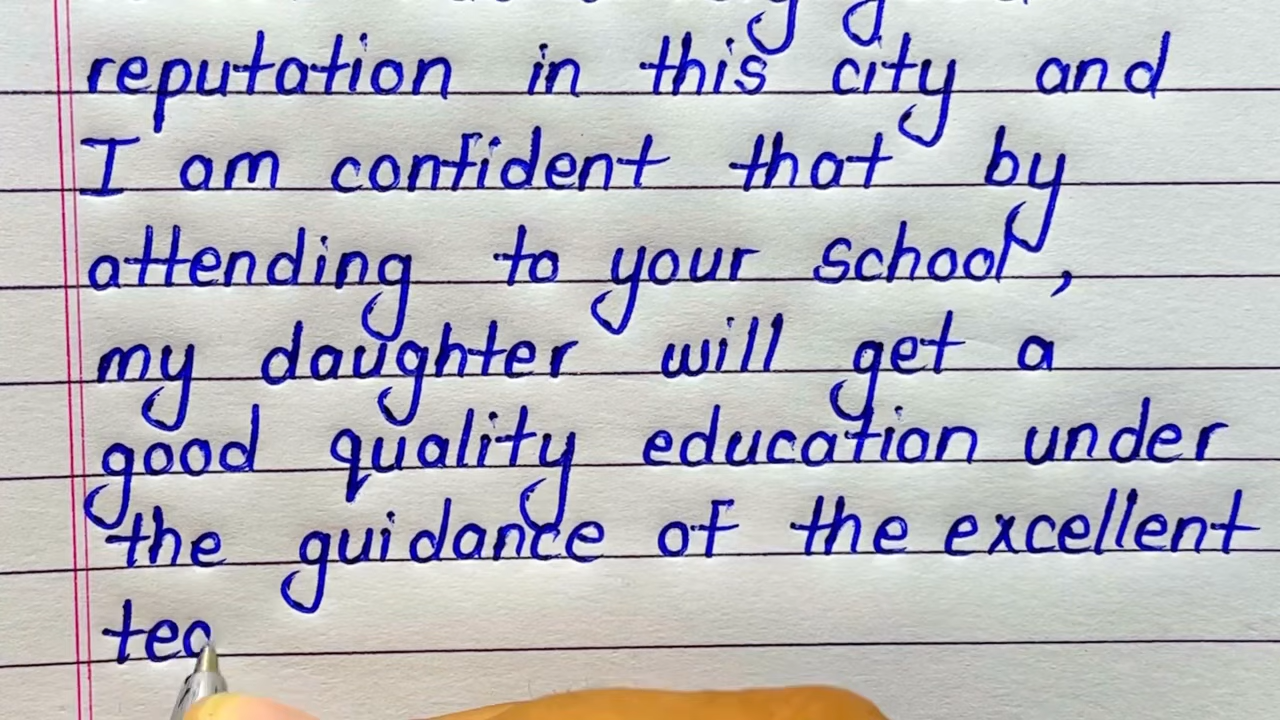 reputation in this city and
I am confident that by
attending to your school,
my daughter will get a
good quality education under
the guidance of the excellent